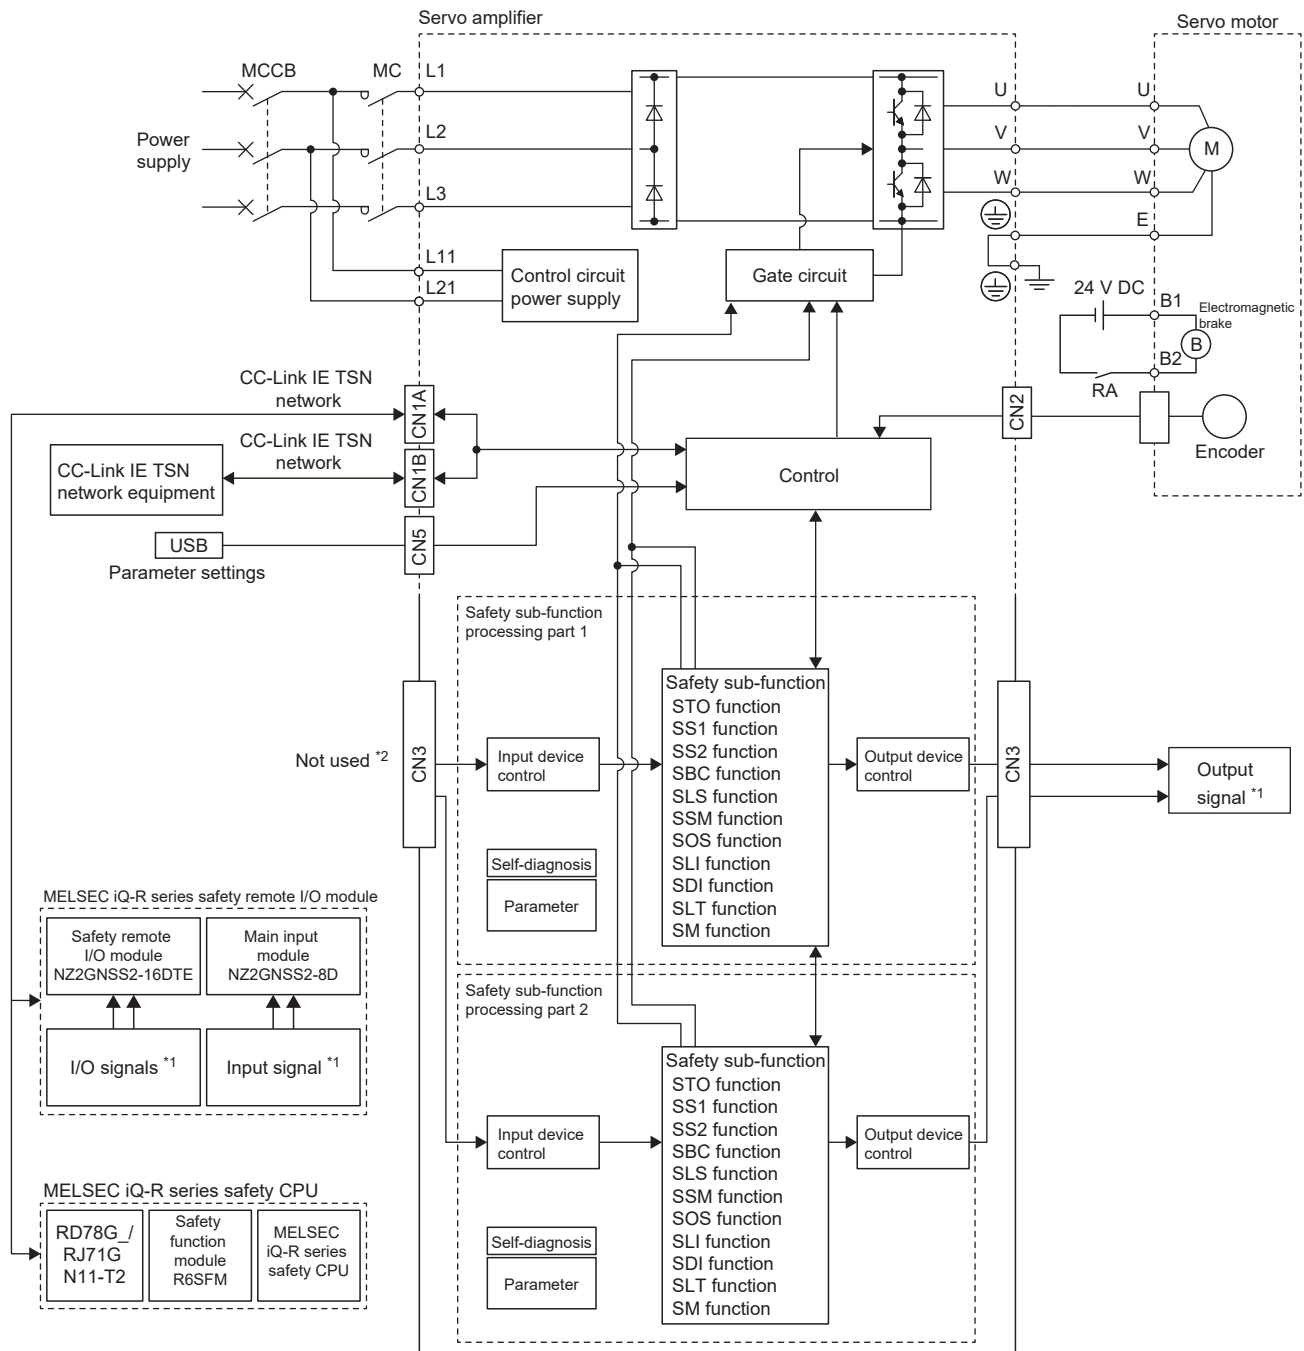 Servo amplifier
Servo motor
MCCB
MC
L1
L2
L3
Power
supply
U
V
W
U
V
W
E
M
L11
L21
Control circuit
power supply
Gate circuit
24 V DC
B1
B2
Electromagnetic
brake
B
RA
CC-Link IE TSN
network
CN1A
CC-Link IE TSN
network
CN1B
CC-Link IE TSN
network equipment
CN5
USB
Parameter settings
Control
CN2
Encoder
Safety sub-function
processing part 1
Not used *2
CN3
Input device
control
Self-diagnosis
Parameter
Safety sub-function
STO function
SS1 function
SS2 function
SBC function
SLS function
SSM function
SOS function
SLI function
SDI function
SLT function
SM function
Output device
control
CN3
Output
signal *1
MELSEC iQ-R series safety remote I/O module
Safety remote
I/O module
NZ2GNSS2-16DTE
Main input
module
NZ2GNSS2-8D
I/O signals *1
Input signal *1
Safety sub-function
processing part 2
Input device
control
Self-diagnosis
Parameter
Safety sub-function
STO function
SS1 function
SS2 function
SBC function
SLS function
SSM function
SOS function
SLI function
SDI function
SLT function
SM function
Output device
control
MELSEC iQ-R series safety CPU
RD78G_/
RJ71G
N11-T2
Safety
function
module
R6SFM
MELSEC
iQ-R series
safety CPU